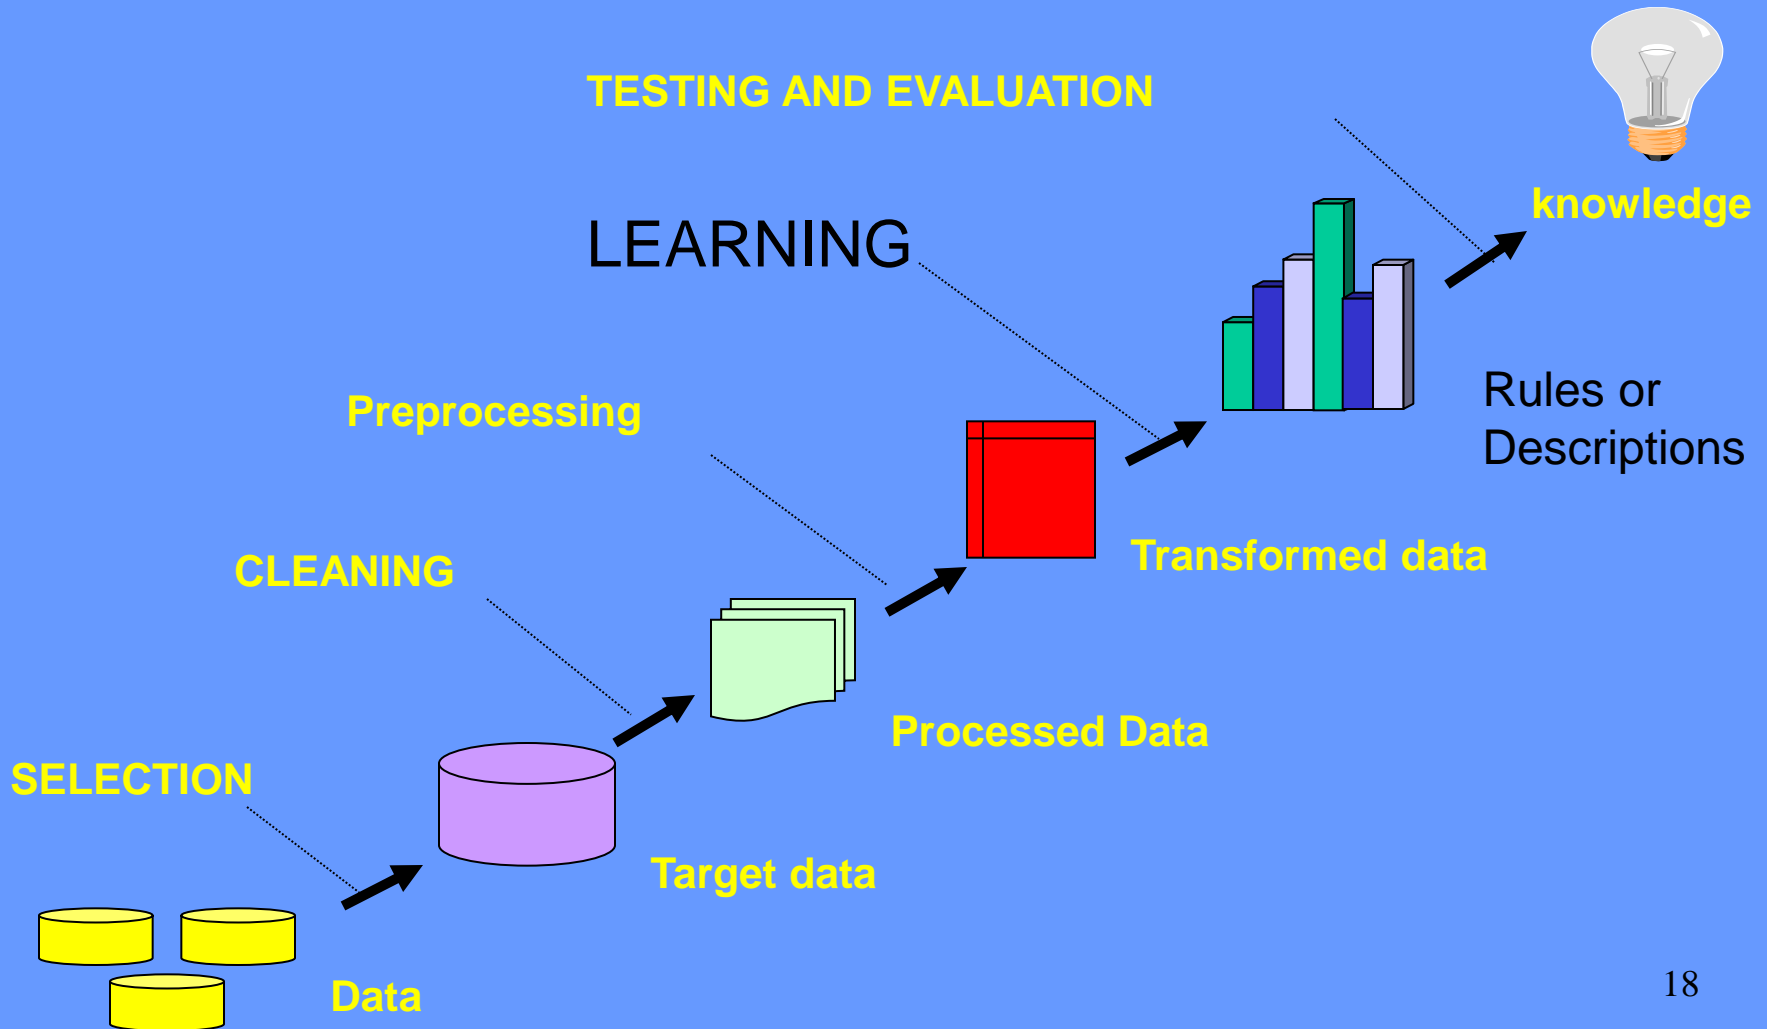 TESTING AND EVALUATION
knowledge
LEARNING
Rules or
Descriptions
Preprocessing
Transformed data
CLEANING
Processed Data
SELECTION
Target data
Data
18